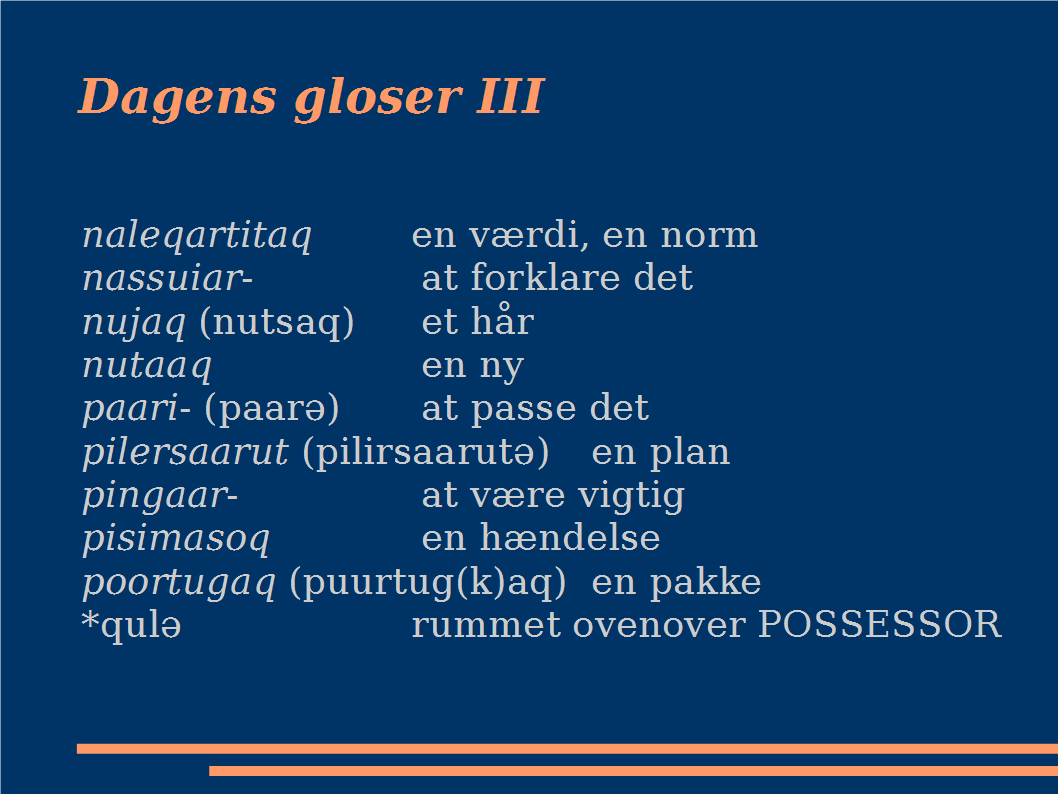 Dagens gloser III
naleqartitaq en værdi, en norm
nassuiar- at forklare det
nujaq (nutsaq) et hår
nutaaq en ny
paari- (paarə) at passe det
pilersaarut (pilirsaarutə) en plan
pingaar- at være vigtig
pisimasoq en hændelse
poortugaq (puurtug(k)aq) en pakke
*qulə rummet ovenover POSSESSOR